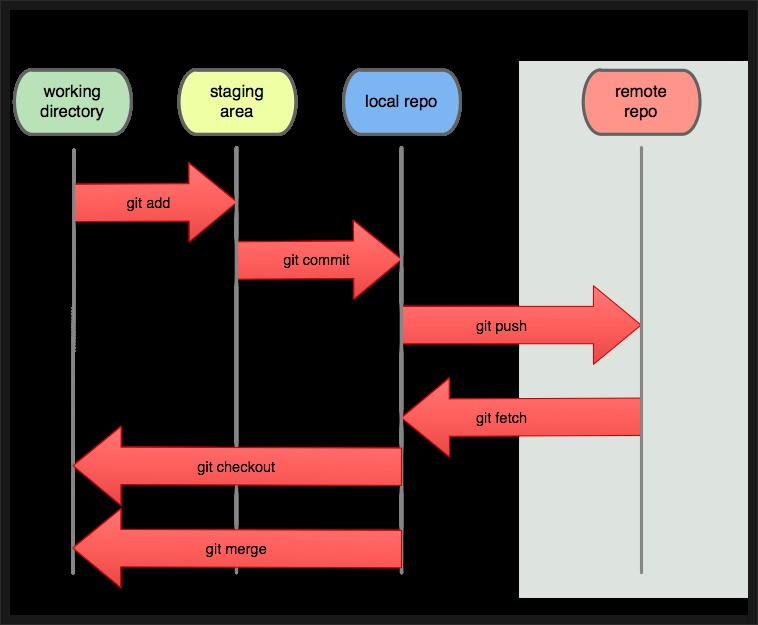 working
directory
staging
area
local repo
remote
repo
git add
git commit
git push
git fetch
git checkout
git merge